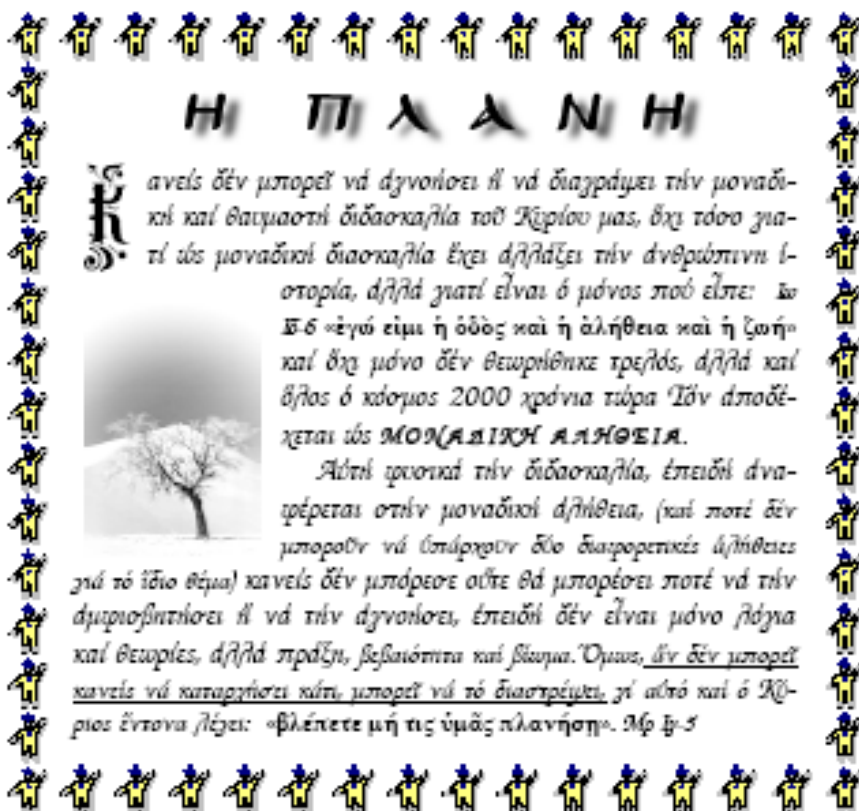 Η ΠΛΑΝΗ
Κανείς δέν μπορεῖ νά ἀγνοήσει ἤ νά διαγράψει τήν μοναδι-
κή καί θαυμαστή διδασκαλία τοῦ Κυρίου μας, ὄχι τόσο για-
τί ὡς μοναδική διασκαλία ἔχει ἀλλάξει τήν ἀνθρώπινη ἱ-
στορία, ἀλλά γιατί εἶναι ὁ μόνος πού εἶπε: Ιω
ΙΔ-6 «ἐγώ εἰμι ἡ ὁδὸς καὶ ἡ ἀλήθεια καὶ ἡ ζωή»
καί ὄχι μόνο δέν θεωρήθηκε τρελός, ἀλλά καί
ὅλος ὁ κόσμος 2000 χρόνια τώρα Τόν ἀποδέ-
χεται ὡς ΜΟΝΑΔΙΚΗ ΑΛΗΘΕΙΑ.
Αὐτή φυσικά τήν διδασκαλία, ἐπειδή ἀνα-
φέρεται στήν μοναδική ἀλήθεια, (καί ποτέ δέν
μποροῦν νά ὑπάρχουν δύο διαφορετικές ἀλήθειες
γιά τό ἴδιο θέμα) κανείς δέν μπόρεσε οὔτε θά μπορέσει ποτέ νά τήν
ἀμφισβητήσει ἤ νά τήν ἀγνοήσει, ἐπειδή δέν εἶναι μόνο λόγια
καί θεωρίες, ἀλλά πράξη, βεβαιότητα καί βίωμα. Ὅμως, ἄν δέν μπορεῖ
κανείς νά καταργήσει κάτι, μπορεῖ νά τό διαστρέψει, γι αὐτό καί ὁ Κύ-
ριος ἔντονα λέγει: «βλέπετε μή τις ὑμᾶς πλανήσῃ». Μρ Ιγ-5